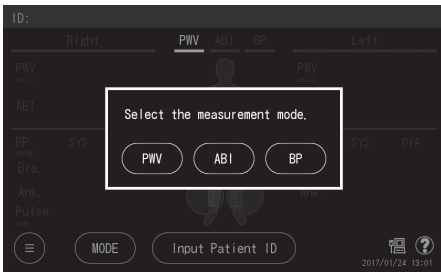 ID:
Right PWV ABI BP Left
PWV PWV
ABI
Select the measurement mode.
PWV ABI BP
BP SYS SYS DIA
Bra.
Ank. Ank.
Pulse
MODE Input Patient ID ?
2017/01/24 13:01